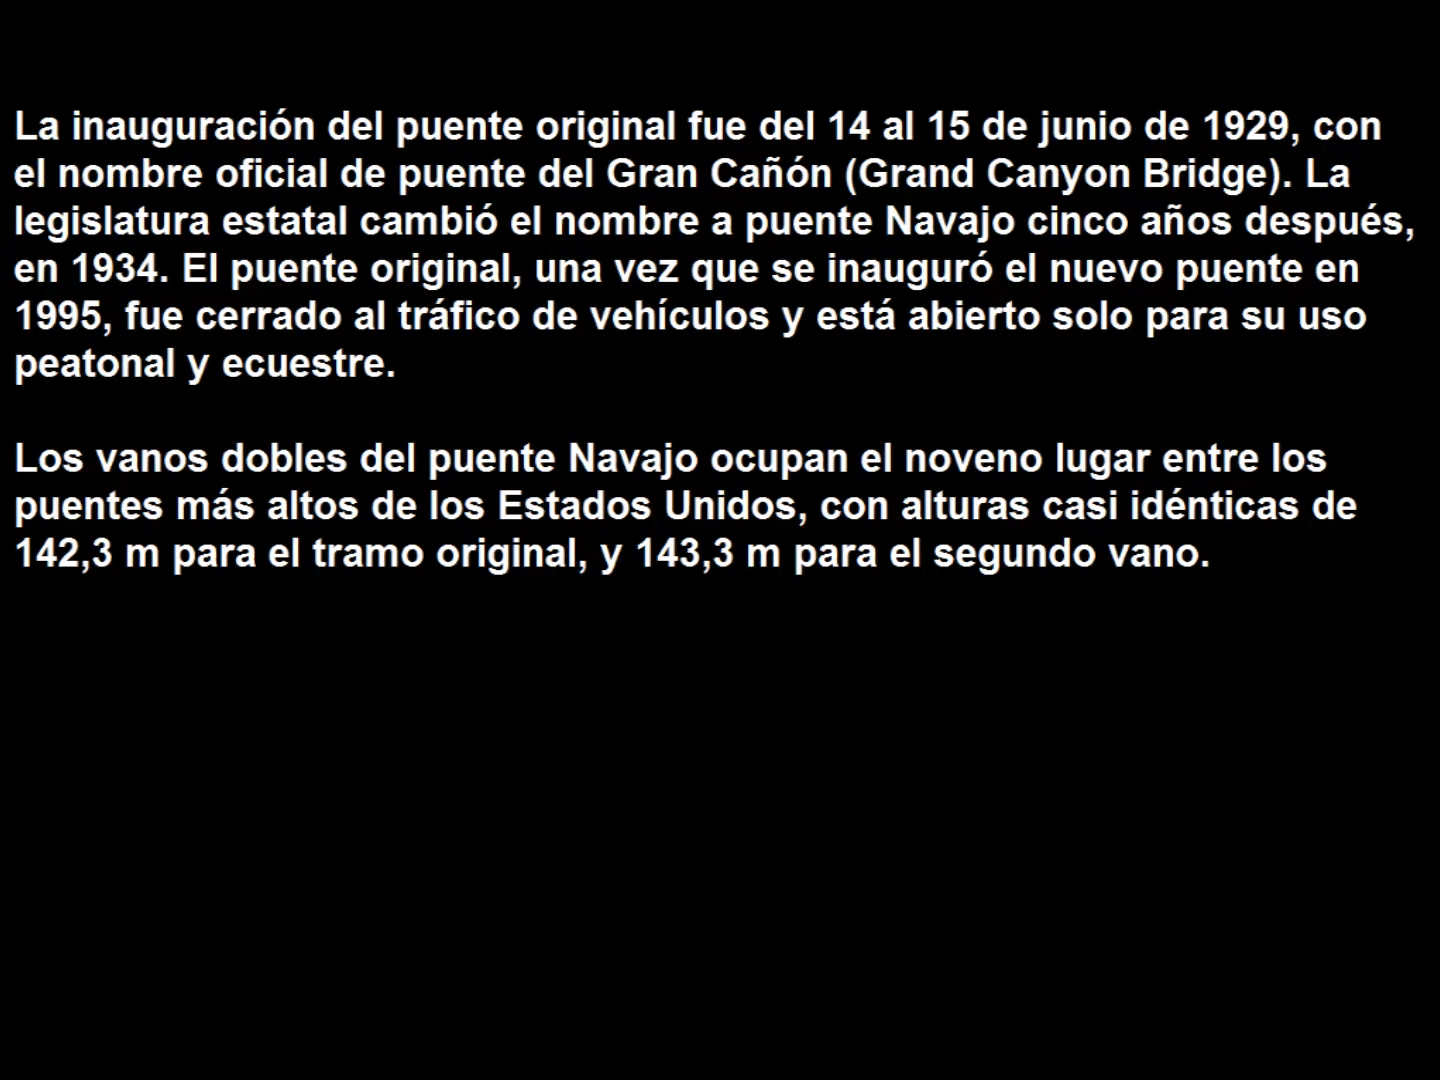 La inauguración del puente original fue del 14 al 15 de junio de 1929, con
el nombre oficial de puente del Gran Cañón (Grand Canyon Bridge). La
legislatura estatal cambió el nombre a puente Navajo cinco años después,
en 1934. El puente original, una vez que se inauguró el nuevo puente en
1995, fue cerrado al tráfico de vehículos y está abierto solo para su uso
peatonal y ecuestre.
Los vanos dobles del puente Navajo ocupan el noveno lugar entre los
puentes más altos de los Estados Unidos, con alturas casi idénticas de
142,3 m para el tramo original, y 143,3 m para el segundo vano.